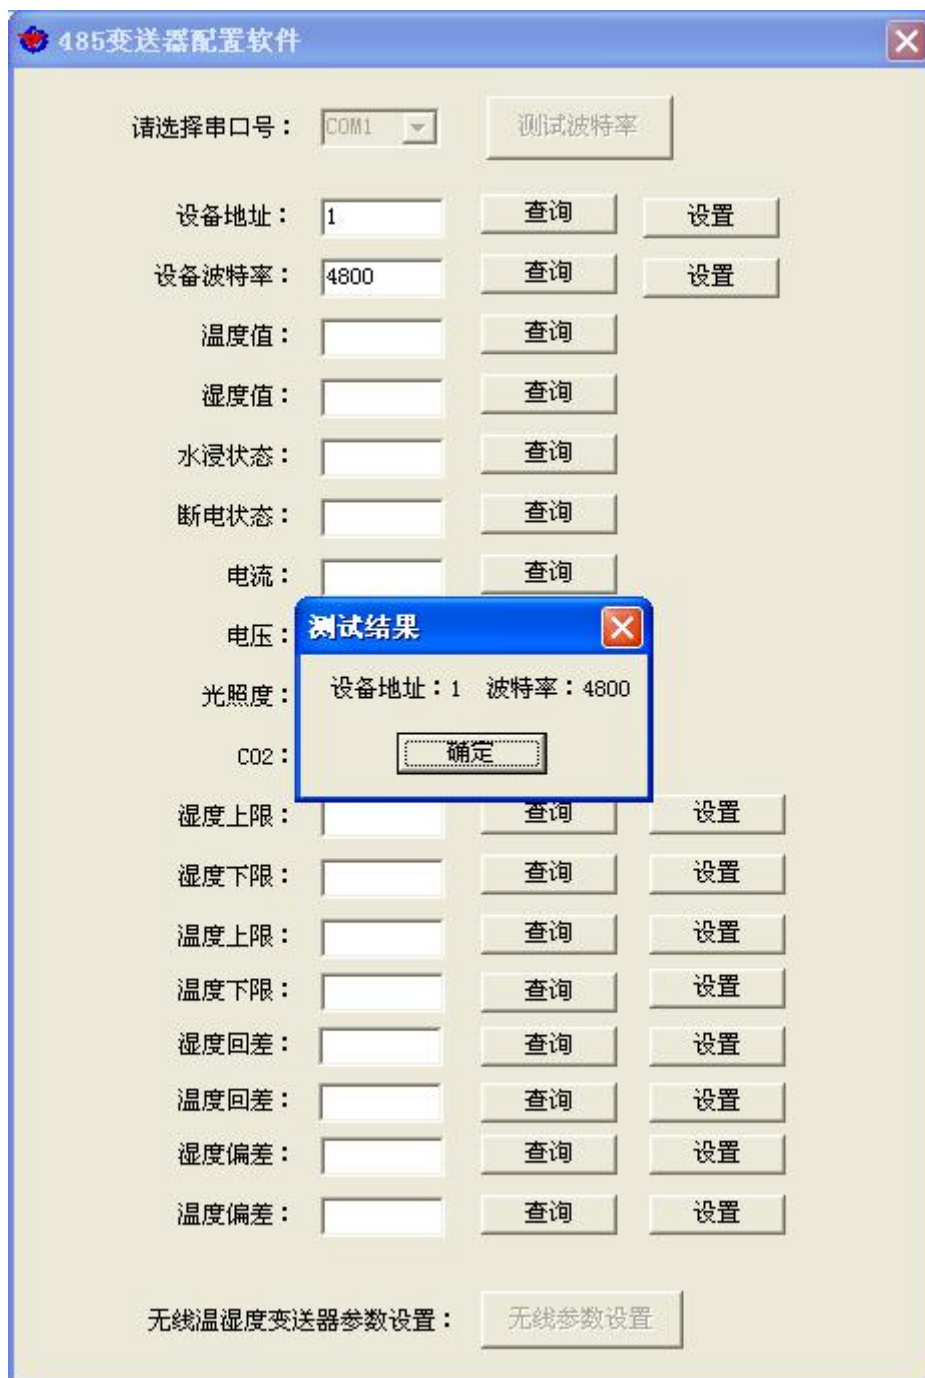 485变送器配置软件
请选择串口号： COM1 测试波特率
设备地址： 1 查询 设置
设备波特率： 4800 查询 设置
温度值： 查询
湿度值： 查询
水浸状态： 查询
断电状态： 查询
电流： 查询
电压：
测试结果
光照度：
设备地址：1 波特率：4800
CO2：
确定
湿度上限： 查询 设置
湿度下限： 查询 设置
温度上限： 查询 设置
温度下限： 查询 设置
湿度回差： 查询 设置
温度回差： 查询 设置
湿度偏差： 查询 设置
温度偏差： 查询 设置
无线温湿度变送器参数设置： 无线参数设置